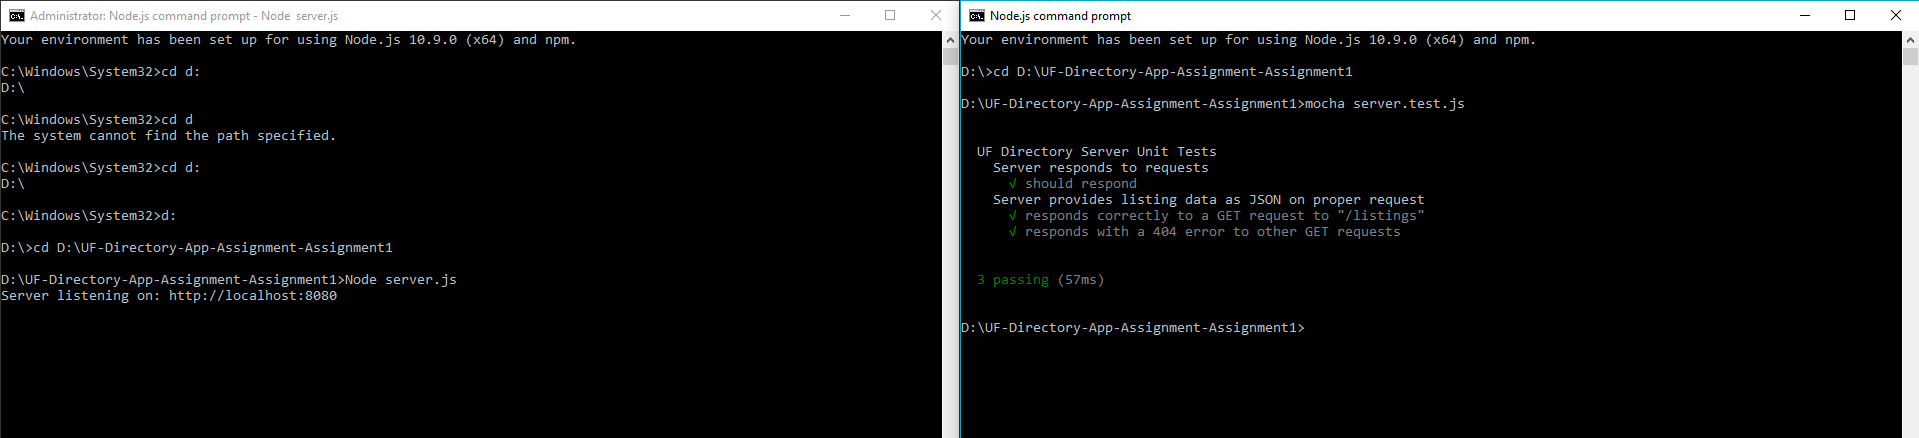 Administrator: Node.js command prompt - Node  server.js
Your environment has been set up for using Node.js 10.9.0 (x64) and npm.
C:\Windows\System32>cd d:
D:\
C:\Windows\System32>cd d
The system cannot find the path specified.
C:\Windows\System32>cd d:
D:\
C:\Windows\System32>d:
D:\>cd D:\UF-Directory-App-Assignment-Assignment1
D:\UF-Directory-App-Assignment-Assignment1>Node server.js
Server listening on: http://localhost:8080
Node.js command prompt
Your environment has been set up for using Node.js 10.9.0 (x64) and npm.
D:\>cd D:\UF-Directory-App-Assignment-Assignment1
D:\UF-Directory-App-Assignment-Assignment1>mocha server.test.js
UF Directory Server Unit Tests
Server responds to requests
√ should respond
Server provides listing data as JSON on proper request
√ responds correctly to a GET request to "/listings"
√ responds with a 404 error to other GET requests
3 passing (57ms)
D:\UF-Directory-App-Assignment-Assignment1>